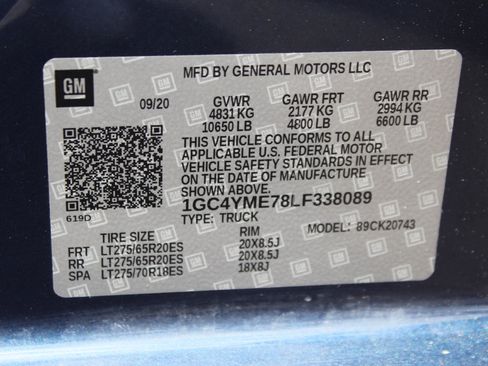 GM
MFD BY GENERAL MOTORS LLC
09/20 GVWR GAWR FRT GAWR RR
4831 KG 2177 KG 2994 KG
10650 LB 4800 LB 6600 LB
THIS VEHICLE CONFORMS TO ALL
APPLICABLE U.S. FEDERAL MOTOR
VEHICLE SAFETY STANDARDS IN EFFECT
ON THE DATE OF MANUFACTURE
SHOWN ABOVE.
1GC4YME78LF338089
619D
TYPE: TRUCK
MODEL: 89CK20743
TIRE SIZE RIM
FRT LT275/65R20ES 20X8.5J
RR LT275/65R20ES 20X8.5J
SPA LT275/70R18ES 18X8J